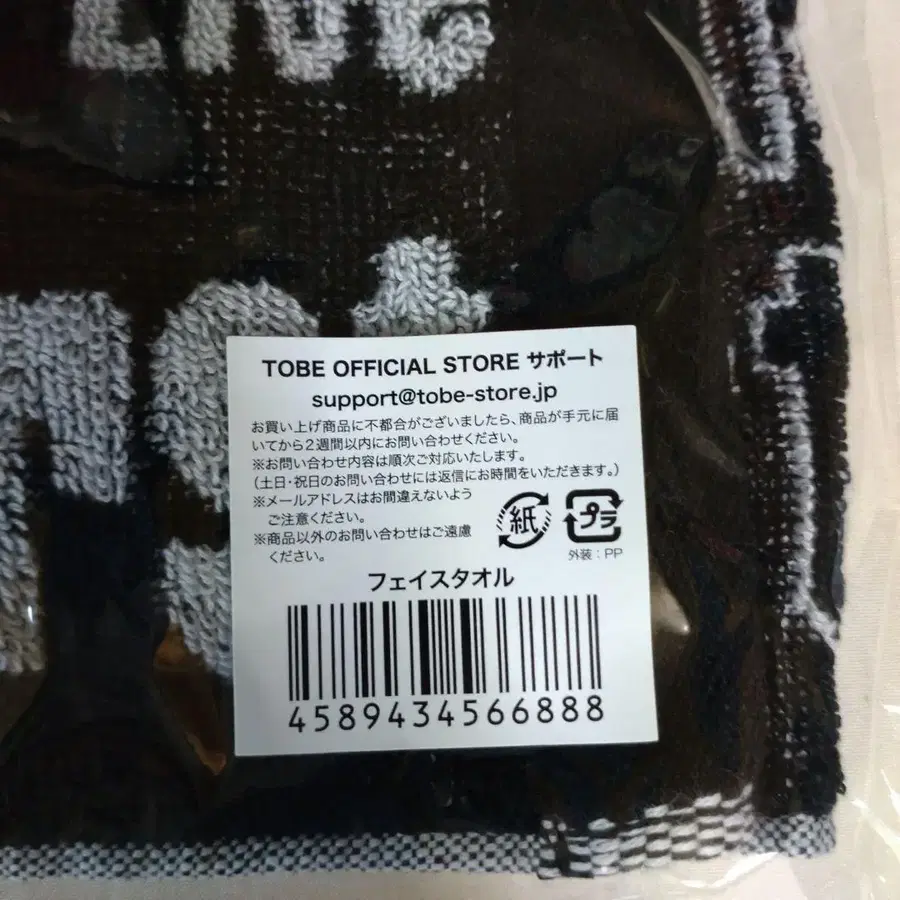 Live
st
TOBE OFFICIAL STORE サポート
support@tobe-store.jp
お買い上げ商品に不都合がございましたら、商品が手元に届
いてから2週間以内にお問い合わせください。
※お問い合わせ内容は順次ご対応いたします。
（土日・祝日のお問い合わせには返信にお時間をいただきます。）
※メールアドレスはお間違えないよう
ご注意ください。
※商品以外のお問い合わせはご遠慮
ください。
紙
プラ
外装：PP
フェイスタオル
4589434566888